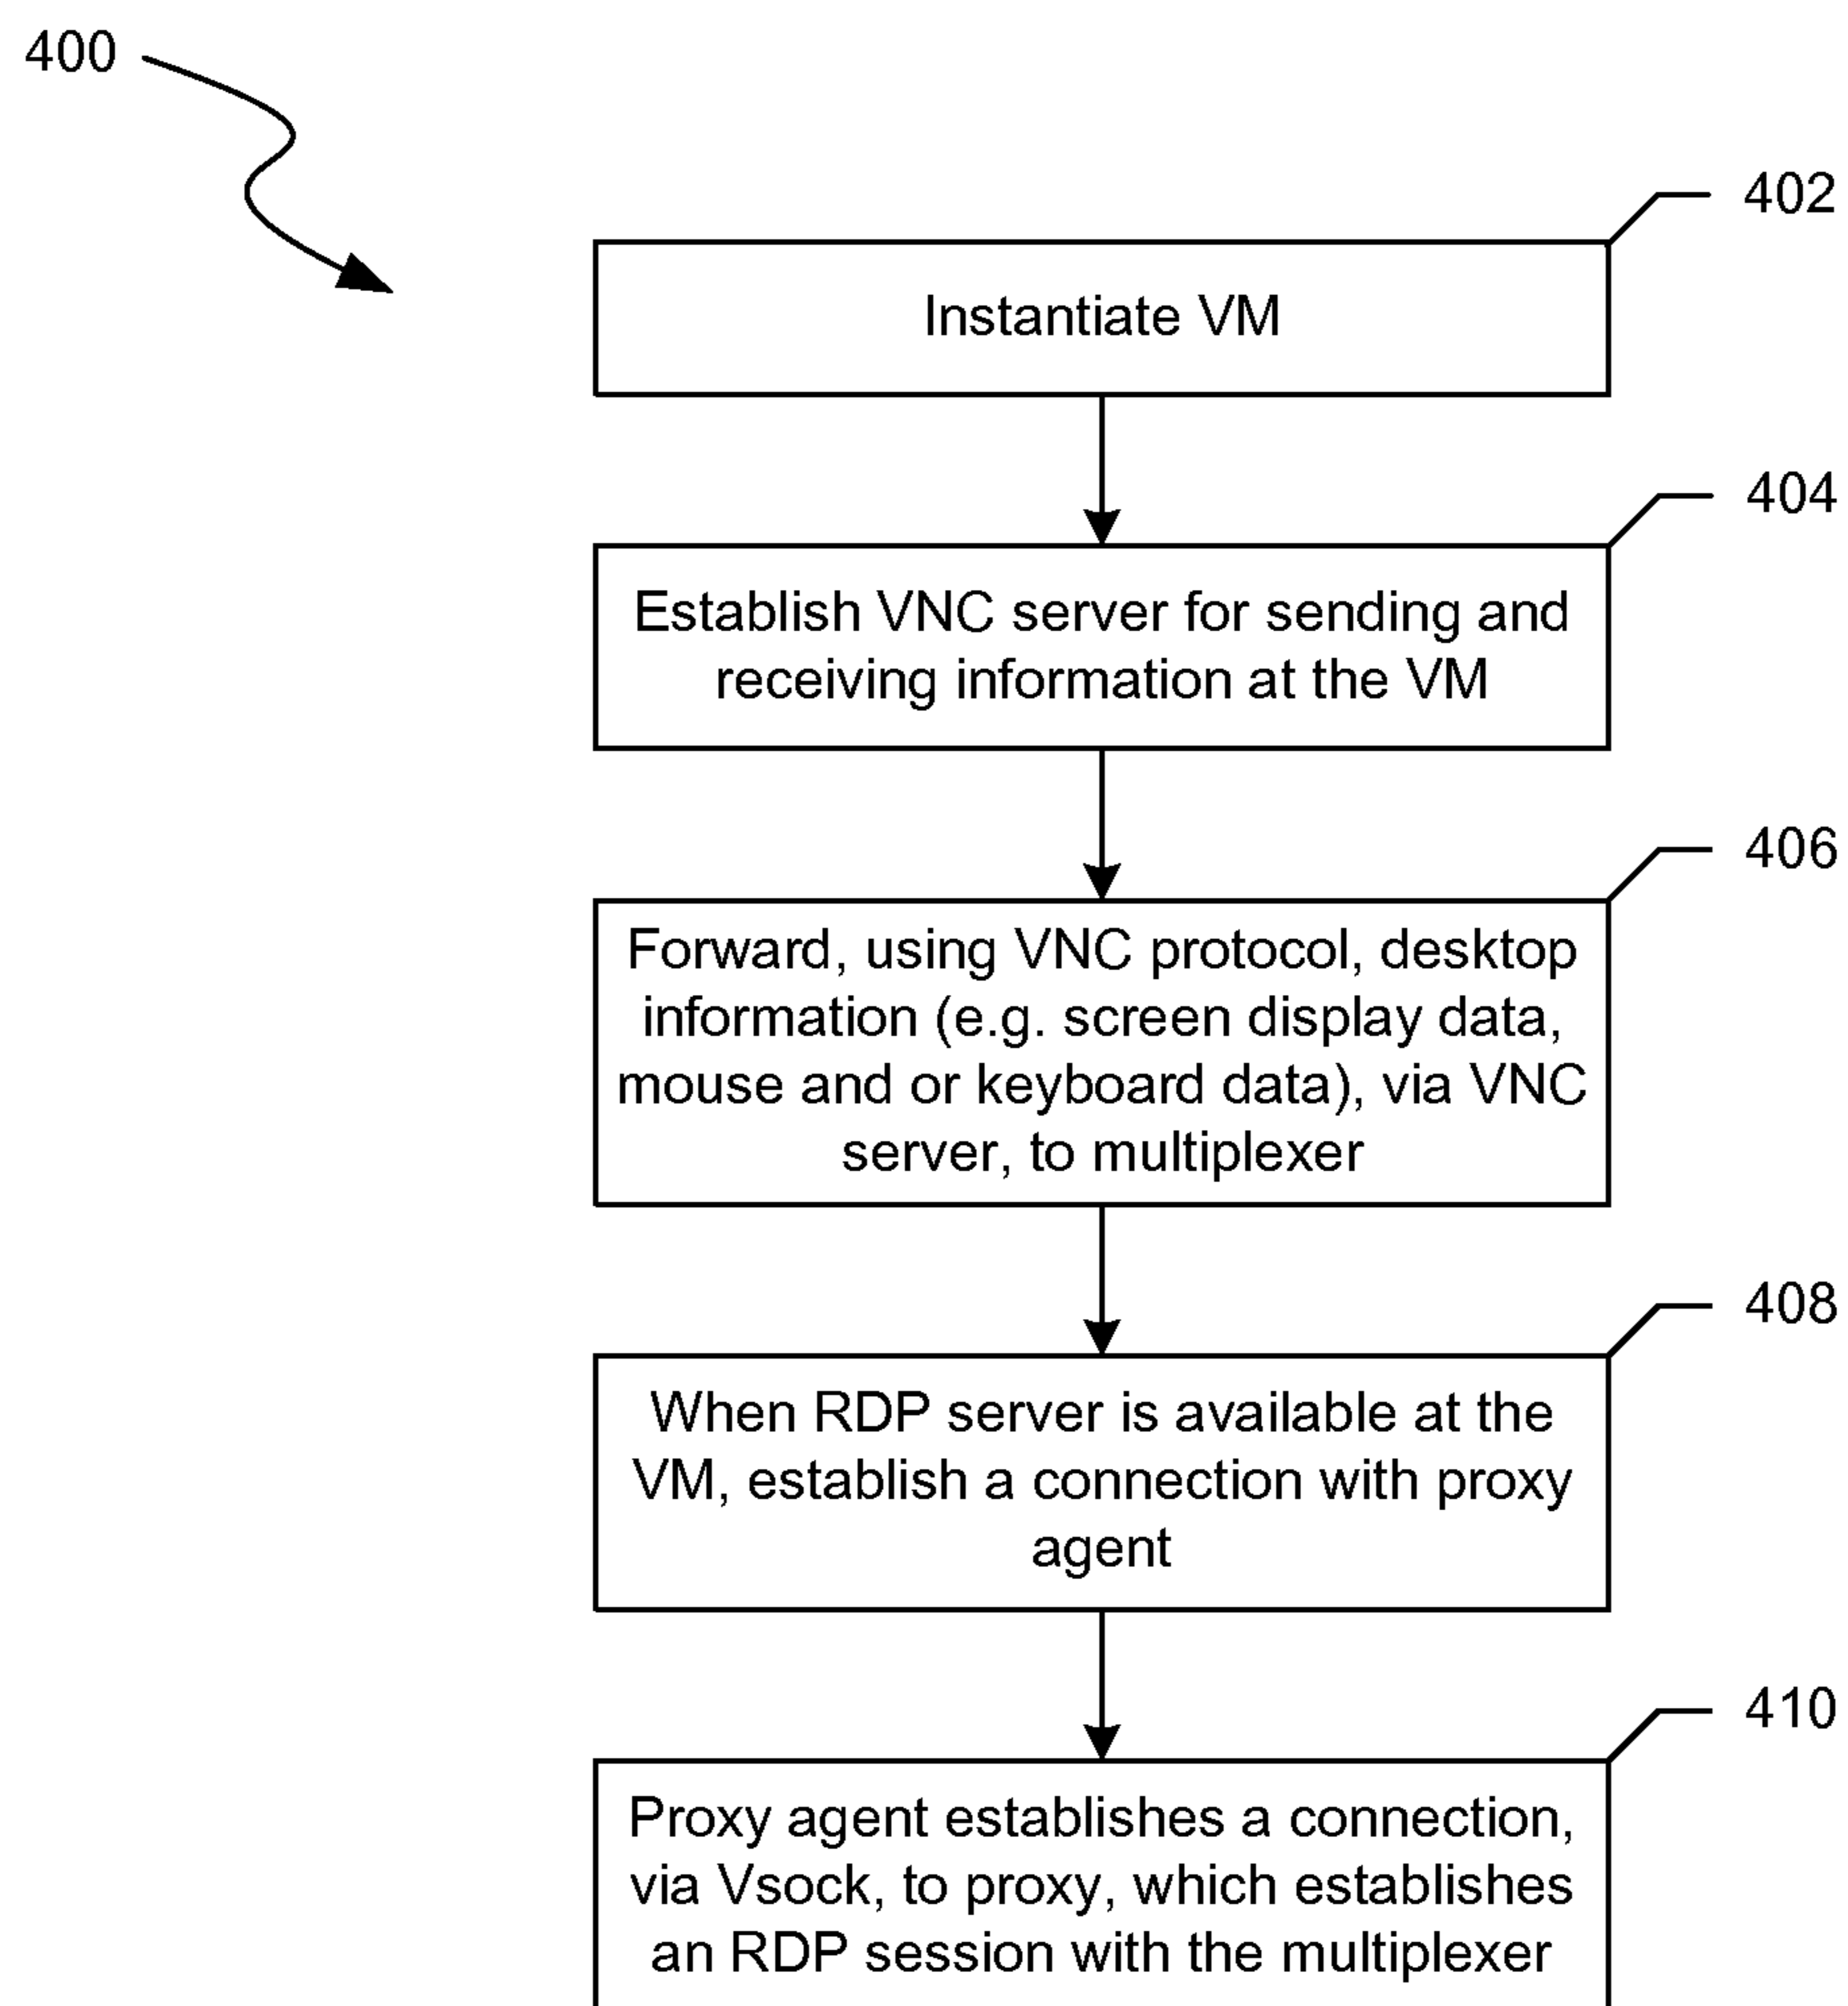 400
402
Instantiate VM
404
Establish VNC server for sending and
receiving information at the VM
406
Forward, using VNC protocol, desktop
information (e.g. screen display data,
mouse and or keyboard data), via VNC
server, to multiplexer
408
When RDP server is available at the
VM, establish a connection with proxy
agent
410
Proxy agent establishes a connection,
via Vsock, to proxy, which establishes
an RDP session with the multiplexer